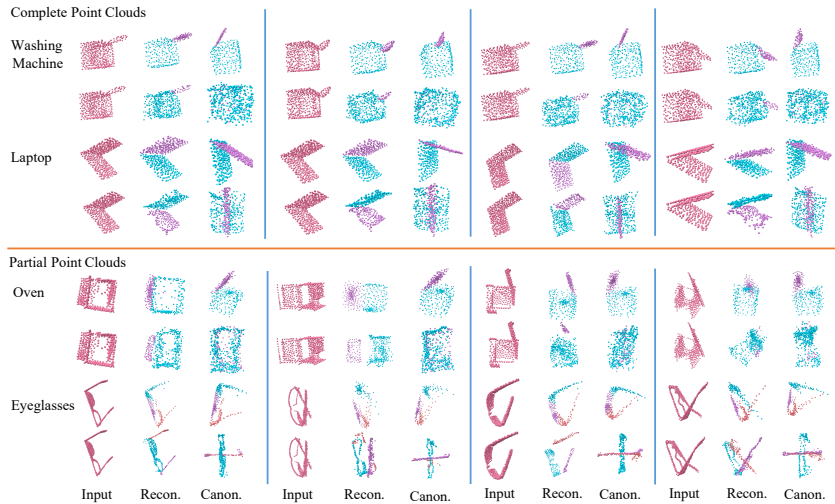 Complete Point Clouds
Washing
Machine
Laptop
Partial Point Clouds
Oven
Eyeglasses
Input Recon. Canon. Input Recon. Canon. Input Recon. Canon. Input Recon. Canon.